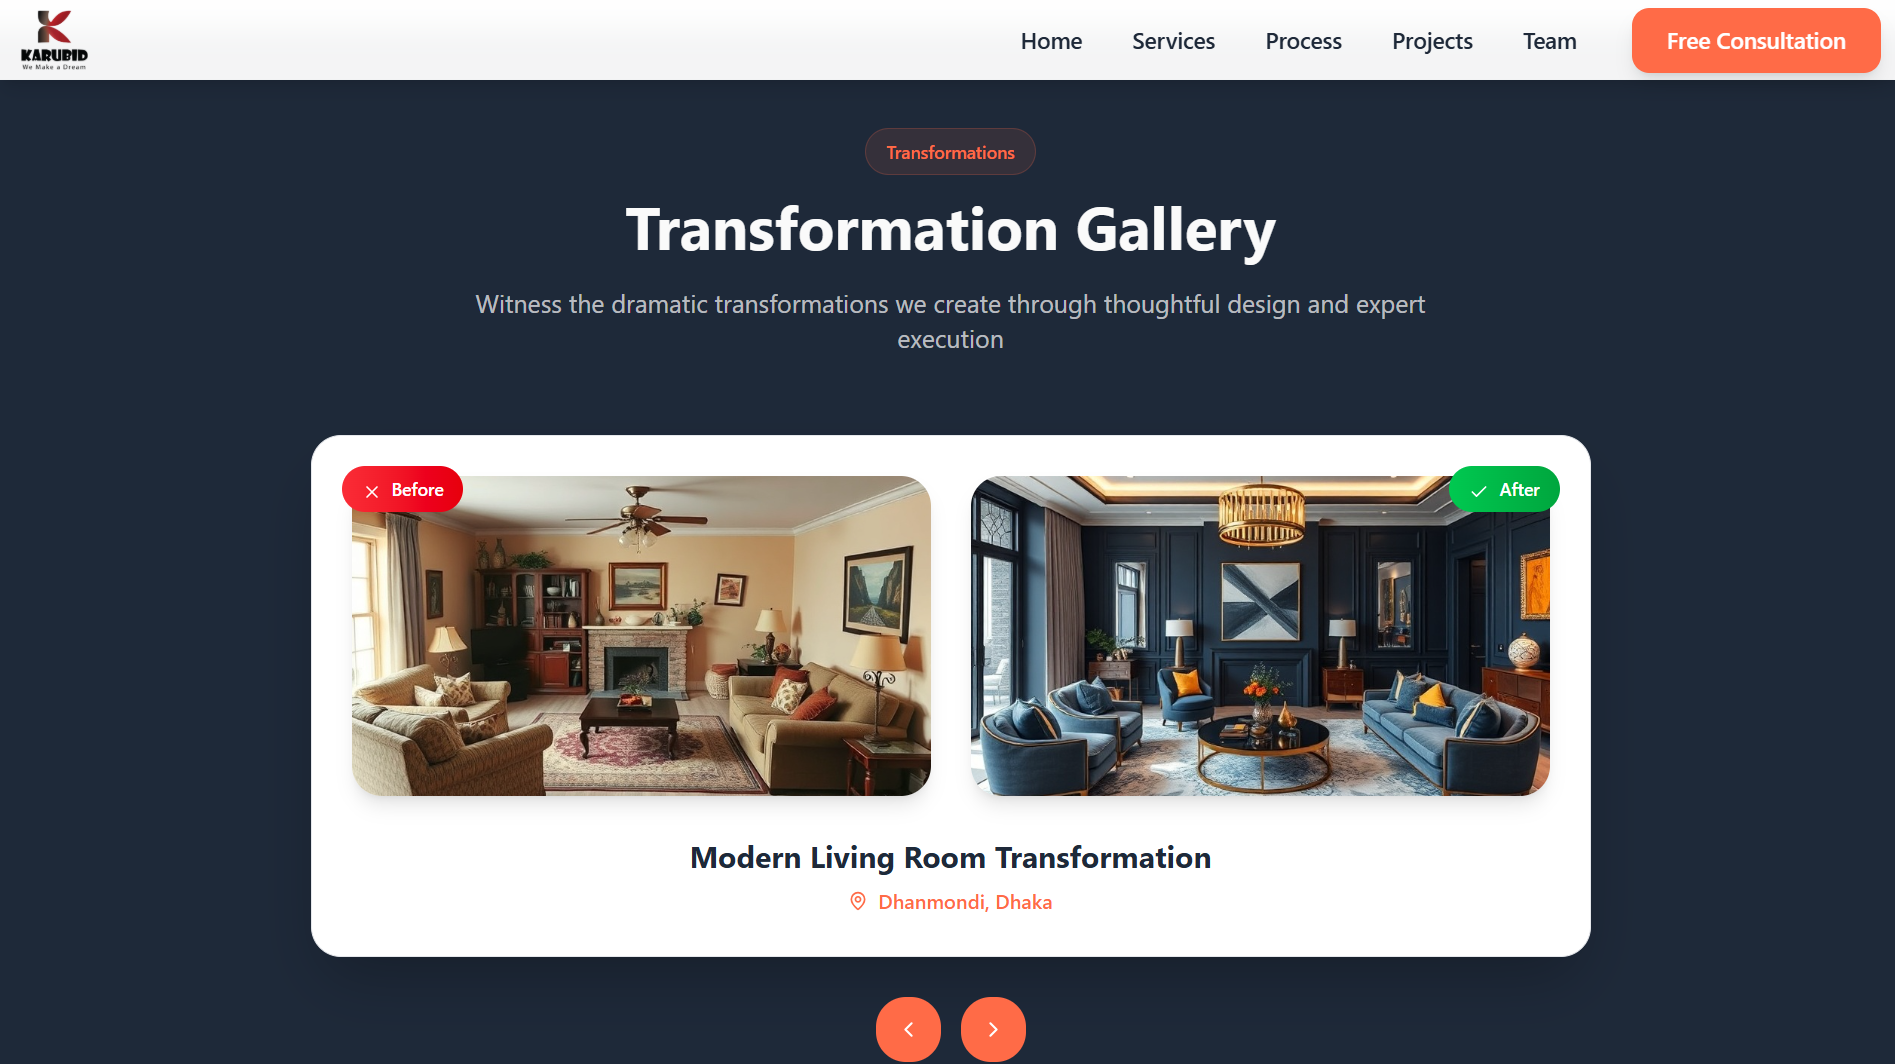 KARUBID
We Make a Dream
Home
Services
Process
Projects
Team
Free Consultation
Transformations
Transformation Gallery
Witness the dramatic transformations we create through thoughtful design and expert
execution
Before
After
Modern Living Room Transformation
Dhanmondi, Dhaka